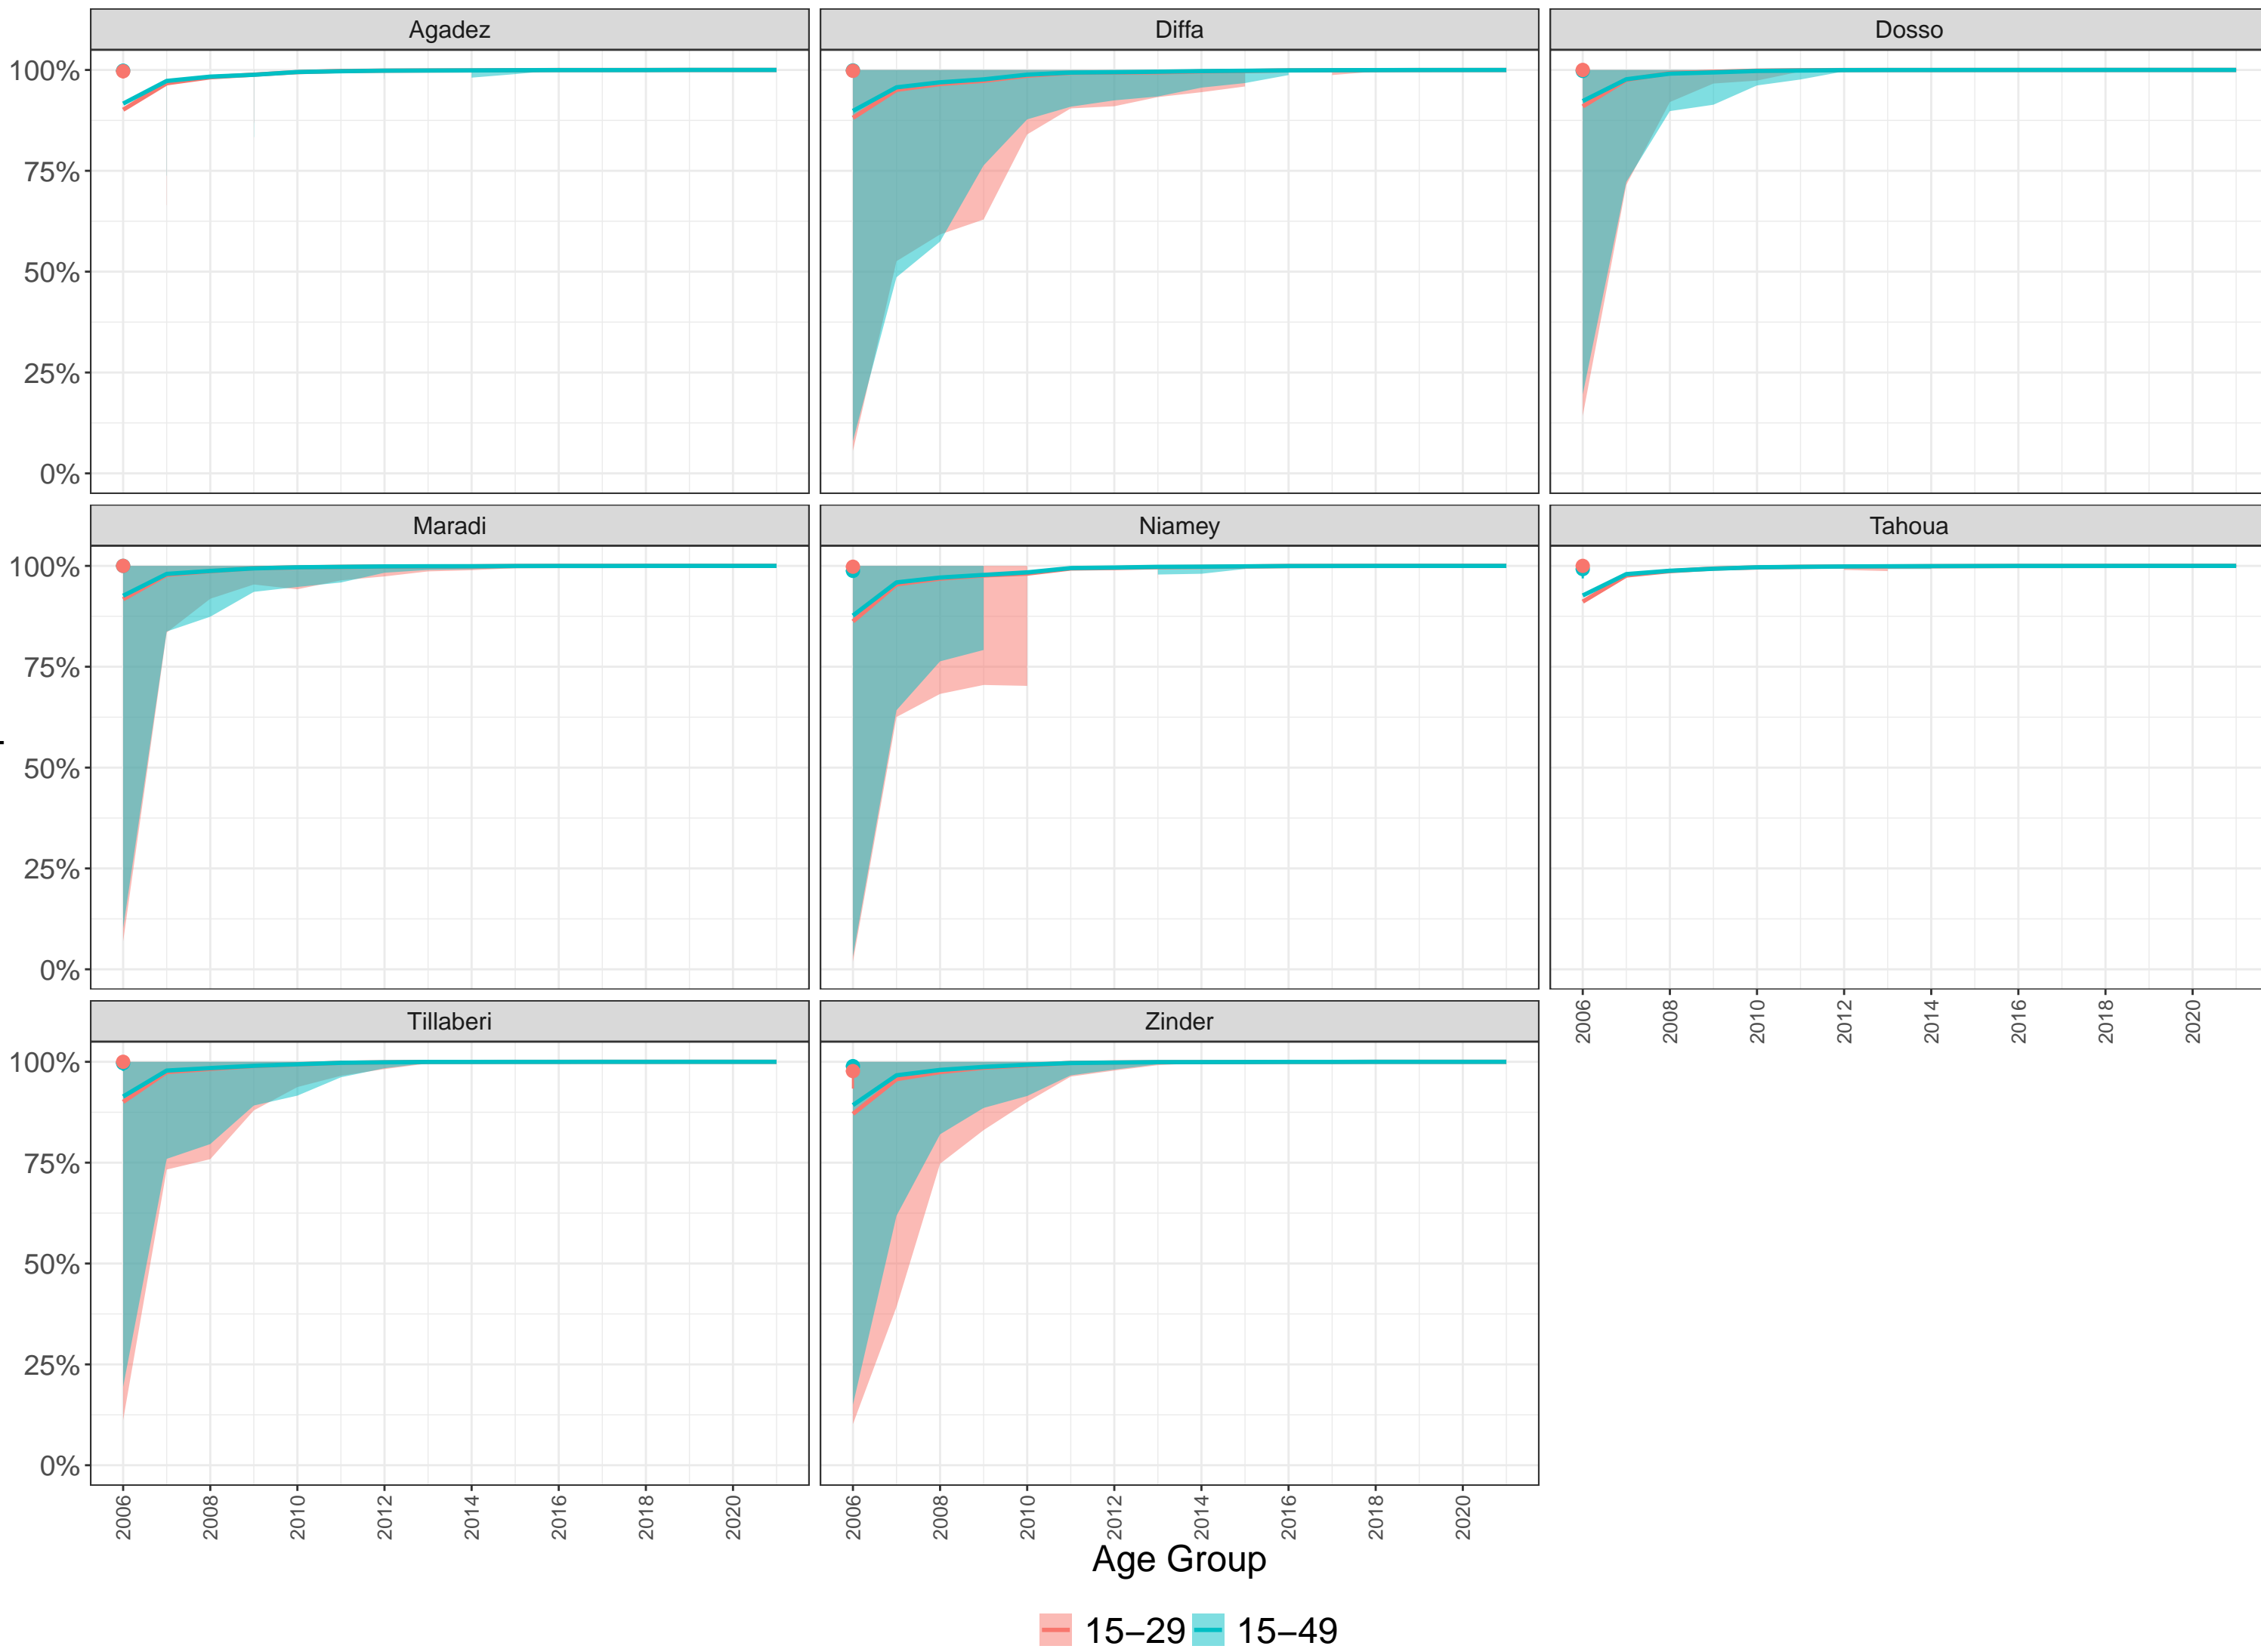 Agadez Diffa Dosso
100%
75%
50%
25%
0%
Maradi Niamey Tahoua
100%
75%
50%
25%
0%
2006 2008 2010 2012 2014 2016 2018 2020
Tillaberi Zinder
100%
75%
50%
25%
0%
2006 2008 2010 2012 2014 2016 2018 2020 2006 2008 2010 2012 2014 2016 2018 2020
Age Group
15–29 15–49